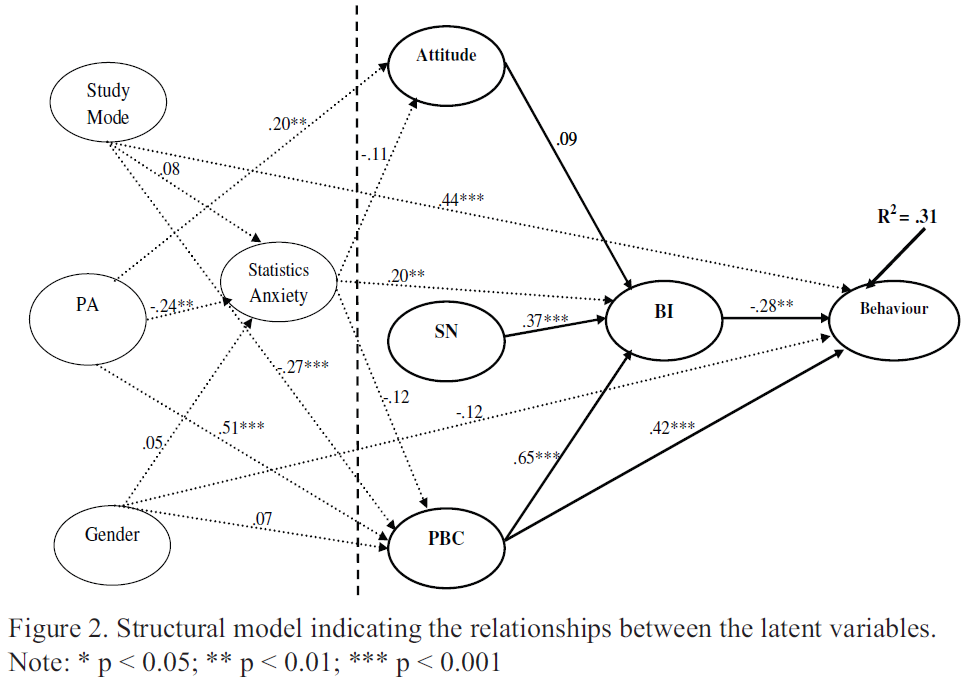 Attitude
Study
Mode
.20**
-.11
.08
.09
.44***
R2 = .31
Statistics
Anxiety
.20**
PA
-.24**
SN
.37***
BI
-.28**
Behaviour
-.27***
-.12
-.12
.51***
.05
.65***
.42***
.07
Gender
PBC
Figure 2. Structural model indicating the relationships between the latent variables.
Note: * p < 0.05; ** p < 0.01; *** p < 0.001